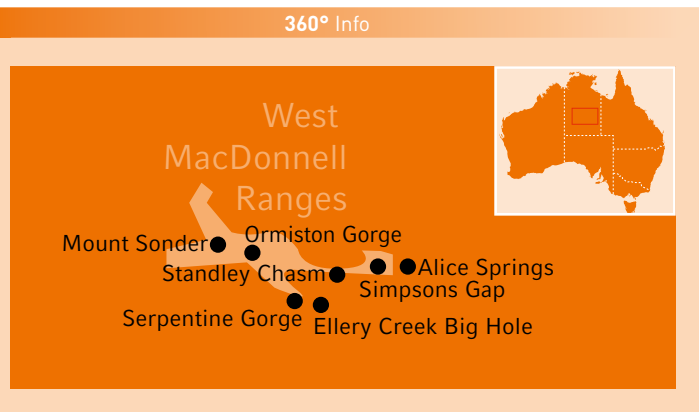 360° Info
West
MacDonnell
Ranges
Mount Sonder
Ormiston Gorge
Standley Chasm
Alice Springs
Simpsons Gap
Serpentine Gorge
Ellery Creek Big Hole